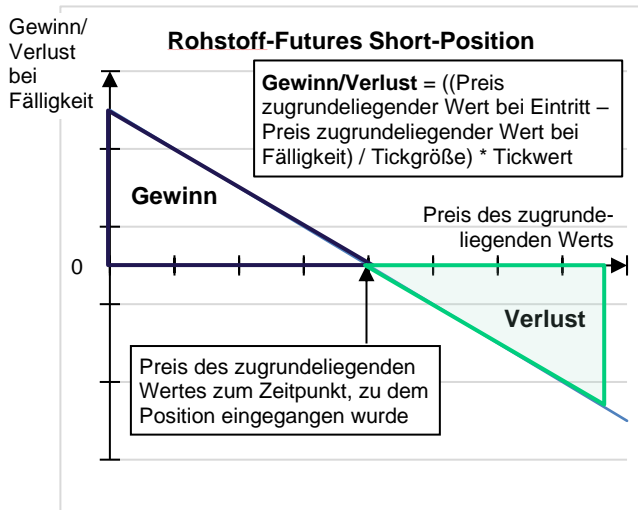 Gewinn/
Verlust
bei
Fälligkeit
Rohstoff-Futures Short-Position
Gewinn/Verlust = ((Preis
zugrundeliegender Wert bei Eintritt –
Preis zugrundeliegender Wert bei
Fälligkeit) / Tickgröße) * Tickwert
Gewinn
Preis des zugrunde-
liegenden Werts
0
Verlust
Preis des zugrundeliegenden
Wertes zum Zeitpunkt, zu dem
Position eingegangen wurde